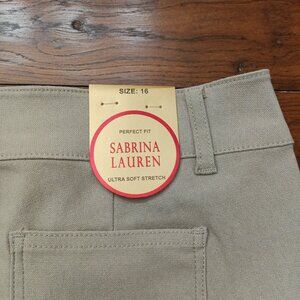 SIZE: 16
PERFECT FIT
SABRINA
LAUREN
ULTRA SOFT STRETCH